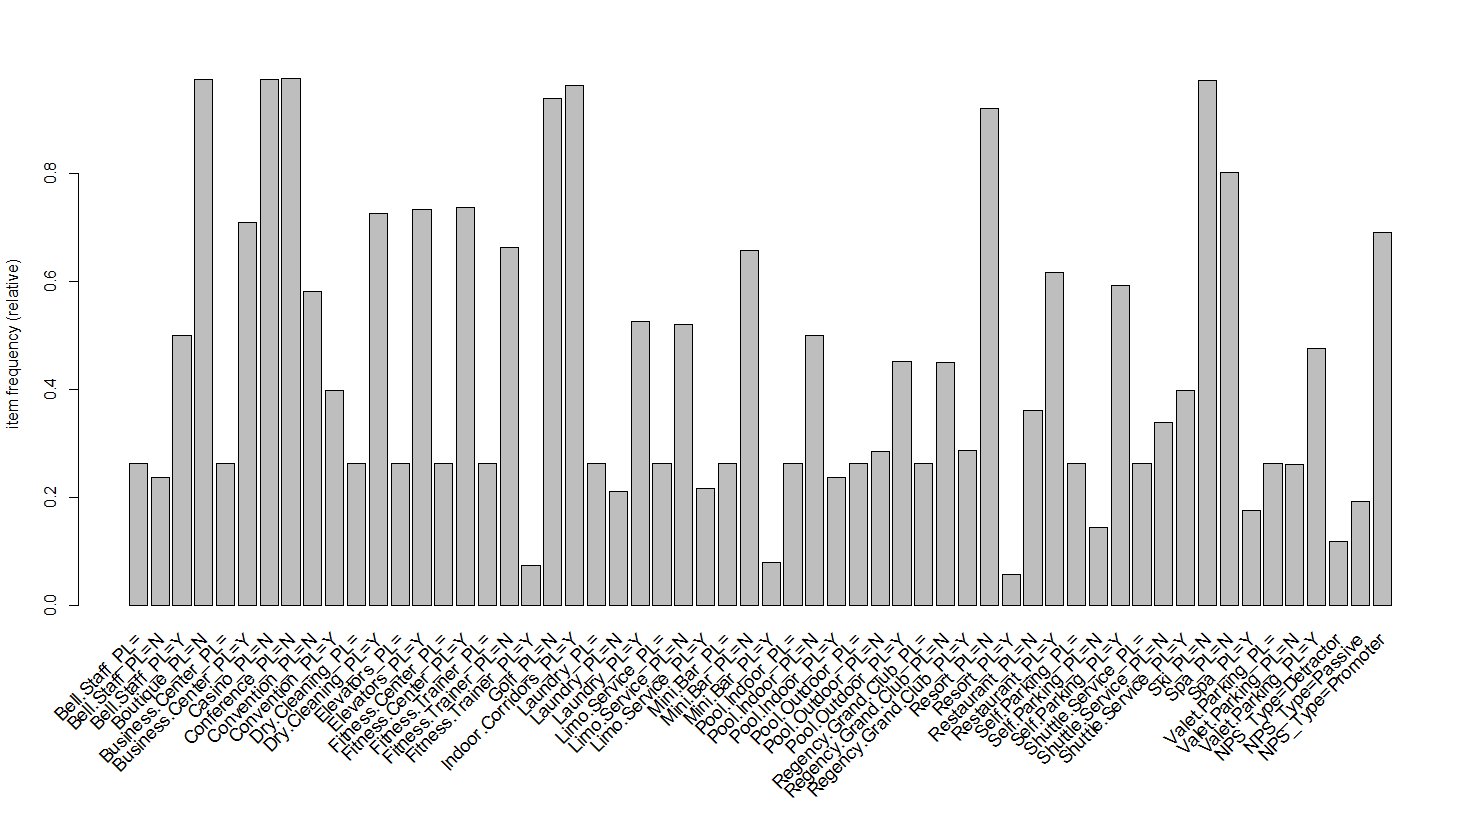 item frequency (relative)
0.0
0.2
0.4
0.6
0.8
Bell.Staff_PL=
Bell.Staff_PL=N
Bell.Staff_PL=Y
Boutique_PL=N
Business.Center_PL=
Business.Center_PL=Y
Casino_PL=N
Conference_PL=N
Convention_PL=N
Convention_PL=Y
Dry.Cleaning_PL=
Dry.Cleaning_PL=Y
Elevators_PL=
Elevators_PL=Y
Fitness.Center_PL=
Fitness.Center_PL=Y
Fitness.Trainer_PL=
Fitness.Trainer_PL=N
Fitness.Trainer_PL=Y
Golf_PL=N
Indoor.Corridors_PL=Y
Laundry_PL=
Laundry_PL=N
Laundry_PL=Y
Limo.Service_PL=
Limo.Service_PL=N
Limo.Service_PL=Y
Mini.Bar_PL=
Mini.Bar_PL=N
Mini.Bar_PL=Y
Pool.Indoor_PL=
Pool.Indoor_PL=N
Pool.Indoor_PL=Y
Pool.Outdoor_PL=
Pool.Outdoor_PL=N
Pool.Outdoor_PL=Y
Regency.Grand.Club_PL=
Regency.Grand.Club_PL=N
Regency.Grand.Club_PL=Y
Resort_PL=N
Resort_PL=Y
Restaurant_PL=N
Restaurant_PL=Y
Self.Parking_PL=
Self.Parking_PL=N
Self.Parking_PL=Y
Shuttle.Service_PL=
Shuttle.Service_PL=N
Shuttle.Service_PL=Y
Ski_PL=N
Spa_PL=N
Spa_PL=Y
Valet.Parking_PL=
Valet.Parking_PL=N
Valet.Parking_PL=Y
NPS_Type=Detractor
NPS_Type=Passive
NPS_Type=Promoter